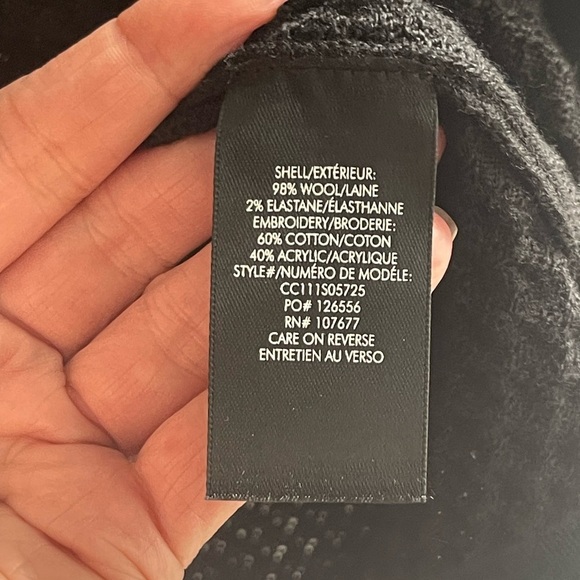 SHELL/EXTÉRIEUR:
98% WOOL/LAINE
2% ELASTANE/ÉLASTHANNE
EMBROIDERY/BRODERIE:
60% COTTON/COTON
40% ACRYLIC/ACRYLIQUE
STYLE#/NUMÉRO DE MODÉLE:
CC111S05725
PO# 126556
RN# 107677
CARE ON REVERSE
ENTRETIEN AU VERSO